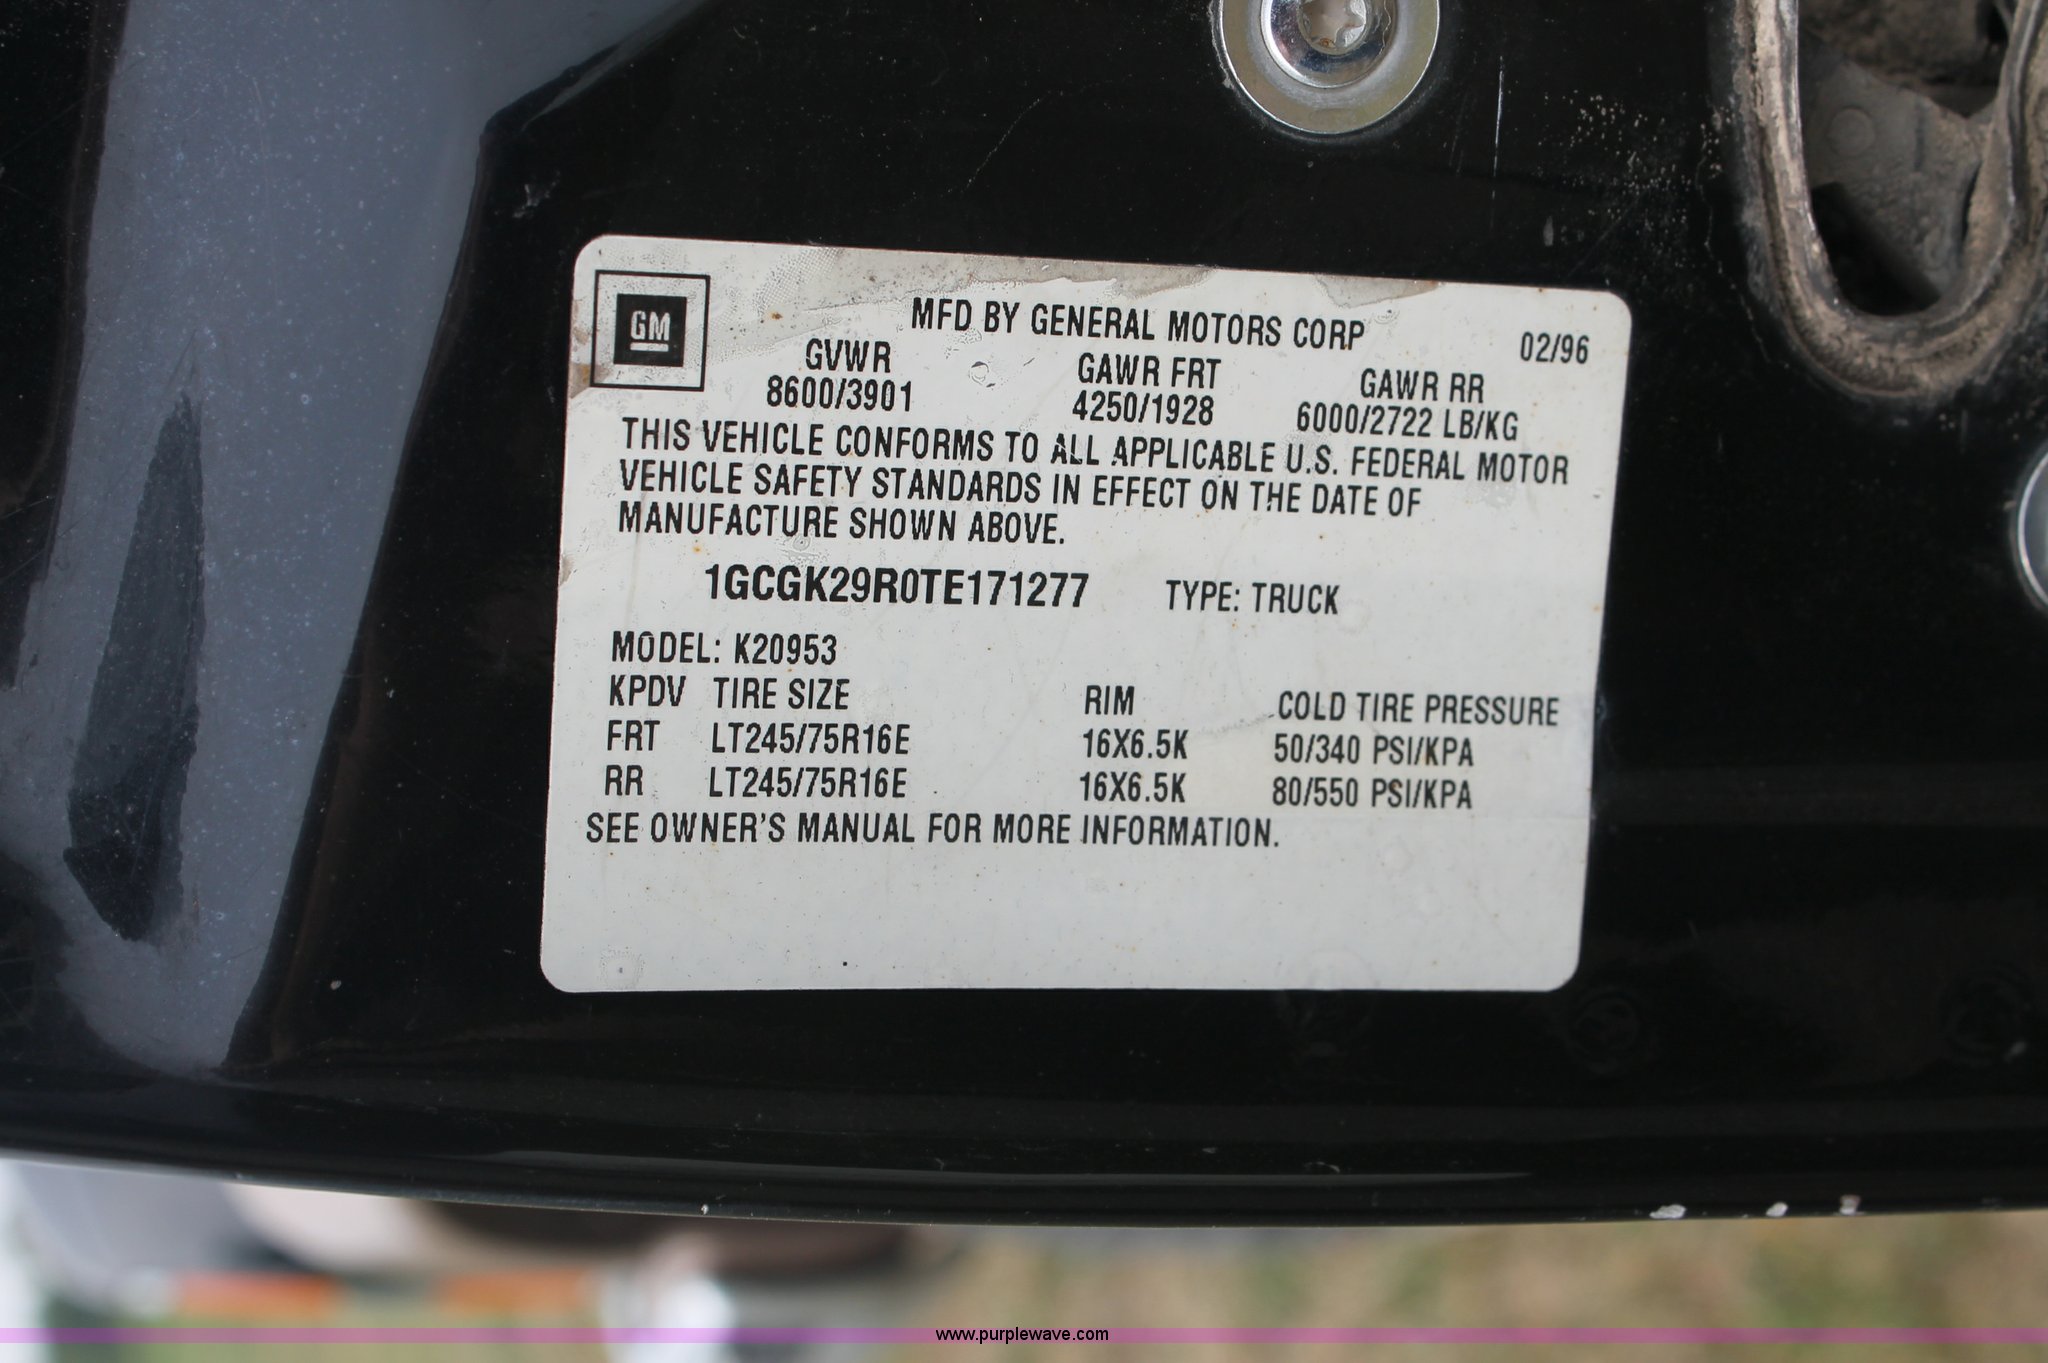 GM
MFD BY GENERAL MOTORS CORP 02/96
GVWR GAWR FRT GAWR RR
8600/3901 4250/1928 6000/2722 LB/KG
THIS VEHICLE CONFORMS TO ALL APPLICABLE U.S. FEDERAL MOTOR
VEHICLE SAFETY STANDARDS IN EFFECT ON THE DATE OF
MANUFACTURE SHOWN ABOVE.
1GCGK29R0TE171277 TYPE: TRUCK
MODEL: K20953
KPDV TIRE SIZE RIM COLD TIRE PRESSURE
FRT LT245/75R16E 16X6.5K 50/340 PSI/KPA
RR LT245/75R16E 16X6.5K 80/550 PSI/KPA
SEE OWNER'S MANUAL FOR MORE INFORMATION.
www.purplewave.com